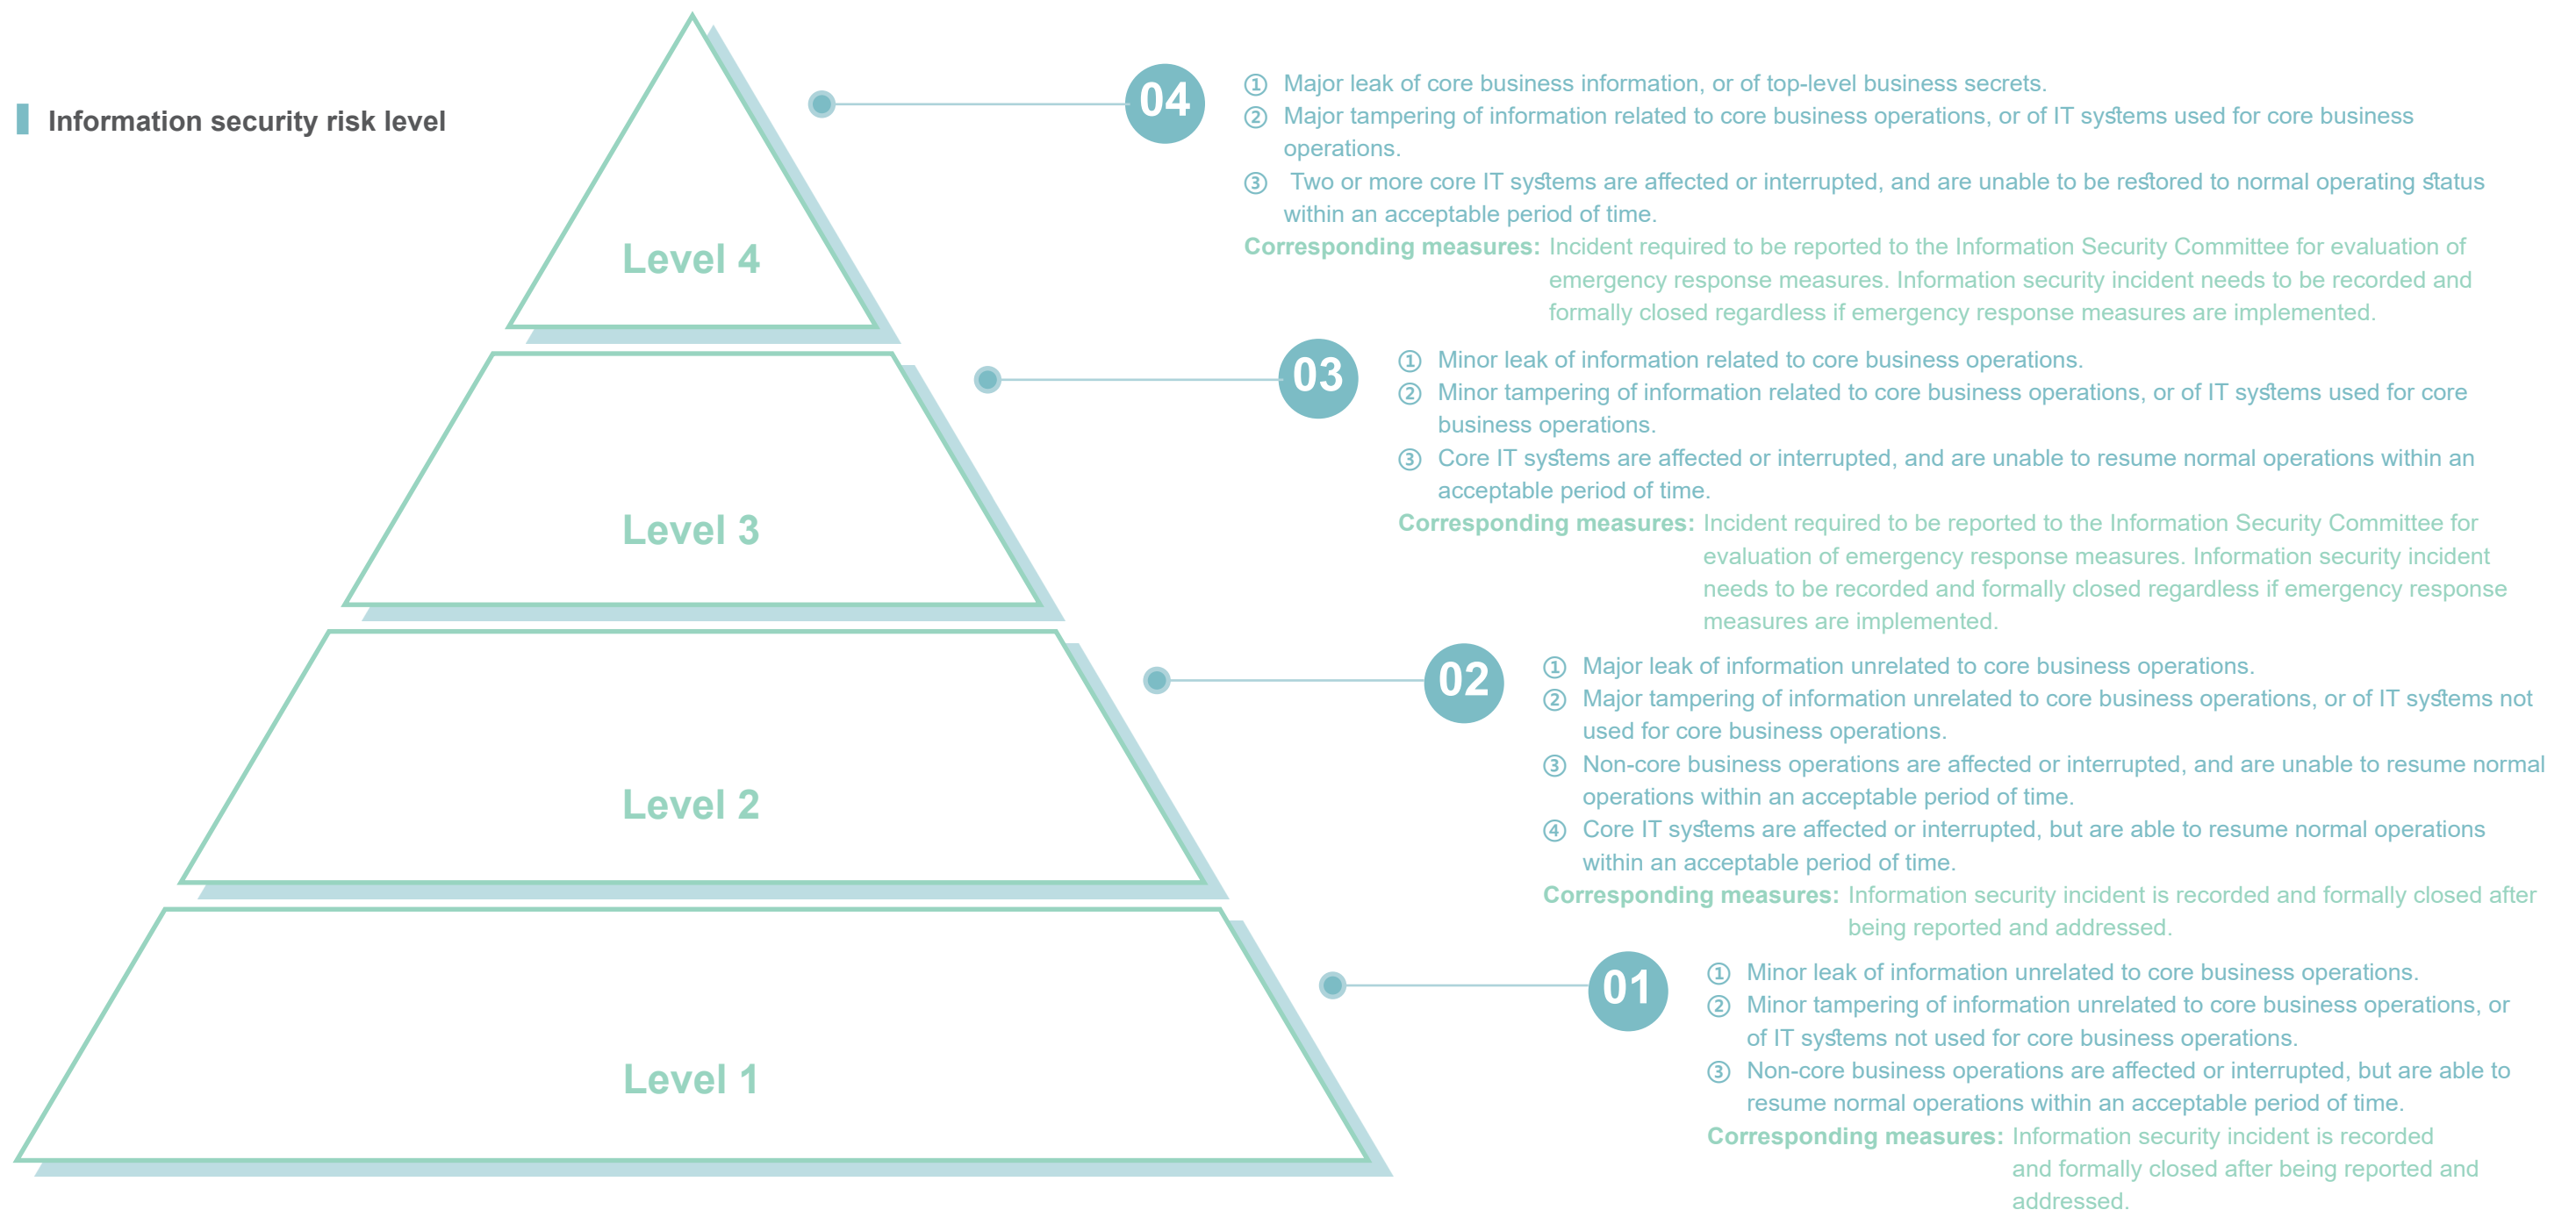 Information security risk level
Level 4
04
① Major leak of core business information, or of top-level business secrets.
② Major tampering of information related to core business operations, or of IT systems used for core business
operations.
③ Two or more core IT systems are affected or interrupted, and are unable to be restored to normal operating status
within an acceptable period of time.
Corresponding measures: Incident required to be reported to the Information Security Committee for evaluation of
emergency response measures. Information security incident needs to be recorded and
formally closed regardless if emergency response measures are implemented.
Level 3
03
① Minor leak of information related to core business operations.
② Minor tampering of information related to core business operations, or of IT systems used for core
business operations.
③ Core IT systems are affected or interrupted, and are unable to resume normal operations within an
acceptable period of time.
Corresponding measures: Incident required to be reported to the Information Security Committee for
evaluation of emergency response measures. Information security incident
needs to be recorded and formally closed regardless if emergency response
measures are implemented.
Level 2
02
① Major leak of information unrelated to core business operations.
② Major tampering of information unrelated to core business operations, or of IT systems not
used for core business operations.
③ Non-core business operations are affected or interrupted, and are unable to resume normal
operations within an acceptable period of time.
④ Core IT systems are affected or interrupted, but are able to resume normal operations
within an acceptable period of time.
Corresponding measures: Information security incident is recorded and formally closed after
being reported and addressed.
Level 1
01
① Minor leak of information unrelated to core business operations.
② Minor tampering of information unrelated to core business operations, or
of IT systems not used for core business operations.
③ Non-core business operations are affected or interrupted, but are able to
resume normal operations within an acceptable period of time.
Corresponding measures: Information security incident is recorded
and formally closed after being reported and
addressed.